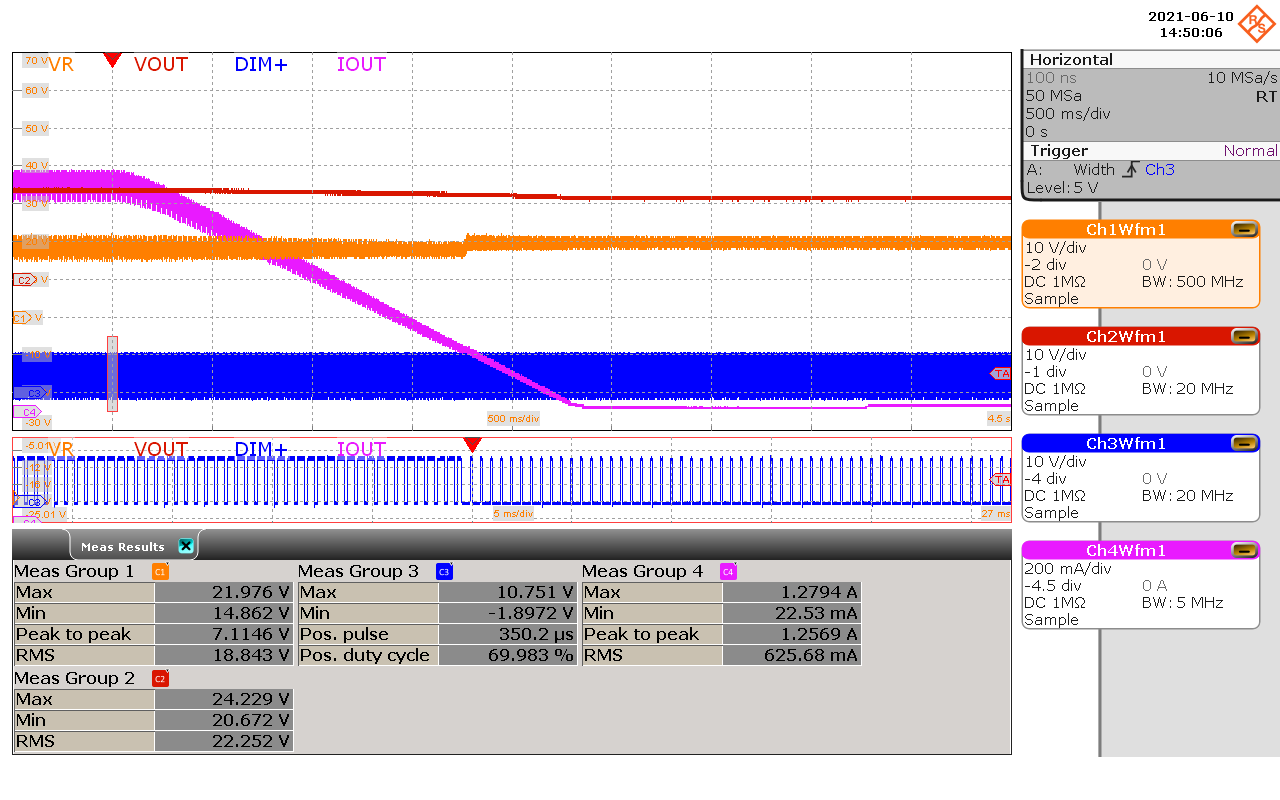 2021-06-10
14:50:06
R
S
70 V VR VOUT DIM+ IOUT
60 V
50 V
40 V
30 V
20 V
C2 V
C1 V
C3
C4
-30 V
500 ms/div
4.5 s
TA
-5.01 VR VOUT DIM+ IOUT
12 V
C3
-25.01 V
5 ms/div
27 ms
TA
Horizontal
100 ns 10 MSa/s
50 MSa RT
500 ms/div
0 s
Trigger Normal
A: Width Ch3
Level: 5 V
Ch1Wfm1
10 V/div
-2 div 0 V
DC 1MΩ BW: 500 MHz
Sample
Ch2Wfm1
10 V/div
-1 div 0 V
DC 1MΩ BW: 20 MHz
Sample
Ch3Wfm1
10 V/div
-4 div 0 V
DC 1MΩ BW: 20 MHz
Sample
Ch4Wfm1
200 mA/div
-4.5 div 0 A
DC 1MΩ BW: 5 MHz
Sample
Meas Results
Meas Group 1 C1
Max 21.976 V
Min 14.862 V
Peak to peak 7.1146 V
RMS 18.843 V
Meas Group 3 C3
Max 10.751 V
Min -1.8972 V
Pos. pulse 350.2 µs
Pos. duty cycle 69.983 %
Meas Group 4 C4
Max 1.2794 A
Min 22.53 mA
Peak to peak 1.2569 A
RMS 625.68 mA
Meas Group 2 C2
Max 24.229 V
Min 20.672 V
RMS 22.252 V